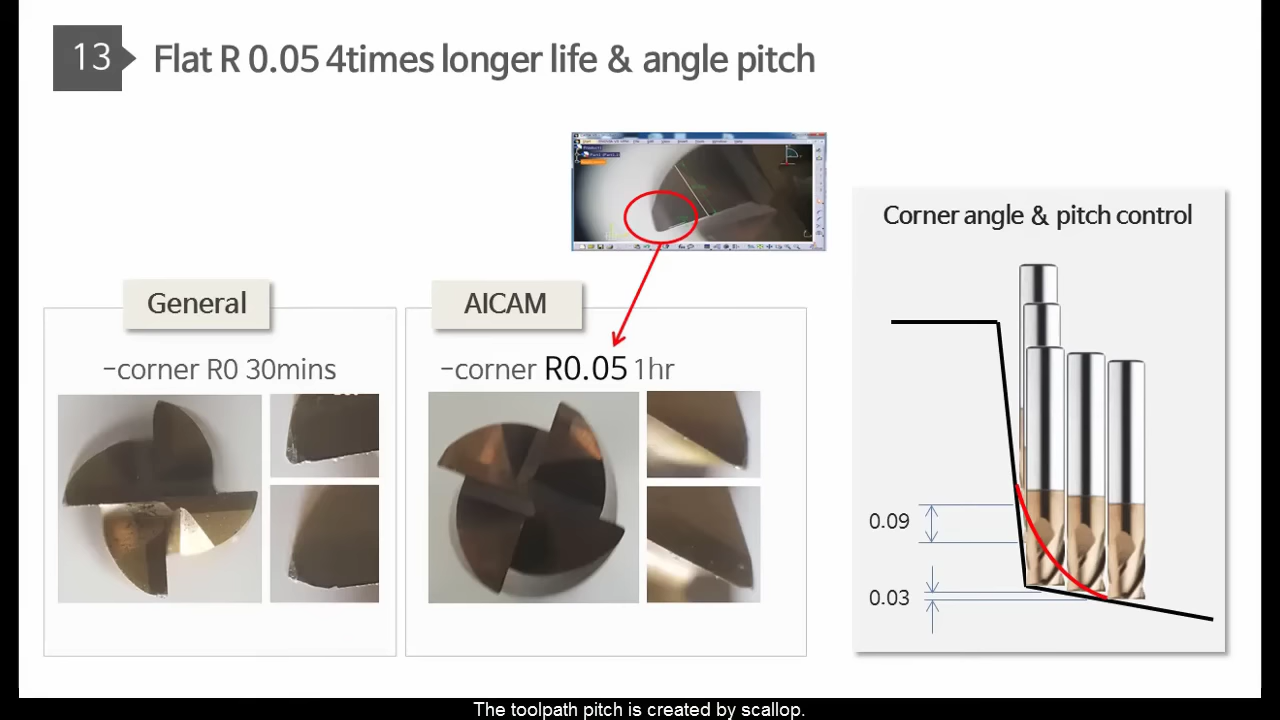 13
Flat R 0.05 4times longer life & angle pitch
General
-corner R0 30mins
AICAM
-corner R0.05 1hr
Corner angle & pitch control
0.09
0.03
The toolpath pitch is created by scallop.